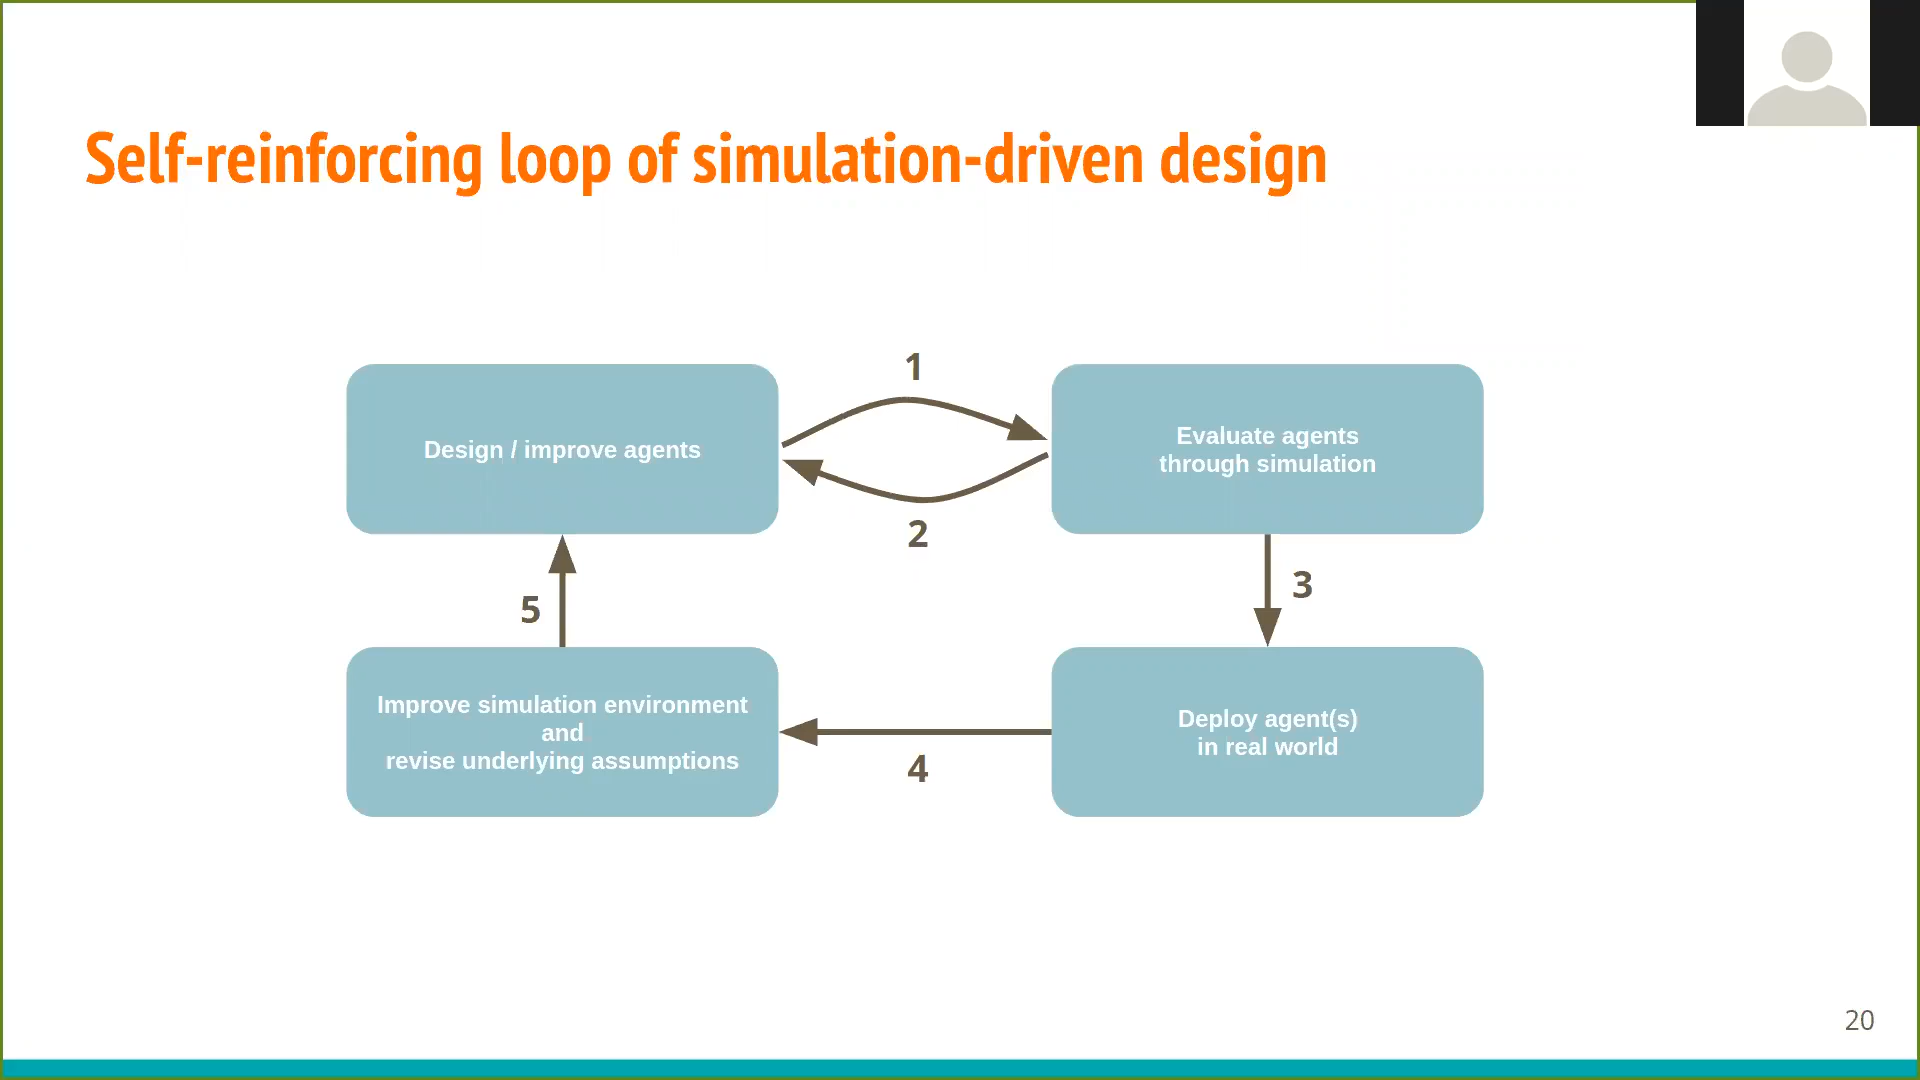 Self-reinforcing loop of simulation-driven design
1
Design / improve agents
Evaluate agents
through simulation
2
3
5
Improve simulation environment
and
revise underlying assumptions
Deploy agent(s)
in real world
4
20